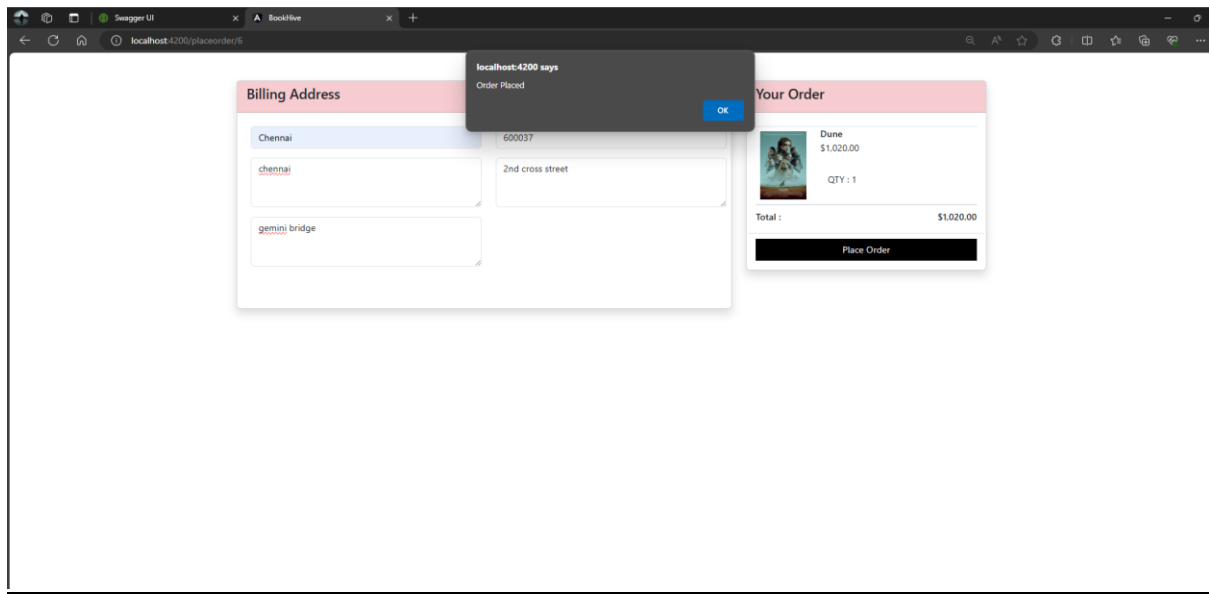 Swagger UI
BookHive
localhost:4200/placeorder/6
localhost:4200 says
Order Placed
OK
Billing Address
Chennai
600037
chennai
2nd cross street
gemini bridge
Your Order
Dune
$1,020.00
QTY : 1
Total :
$1,020.00
Place Order